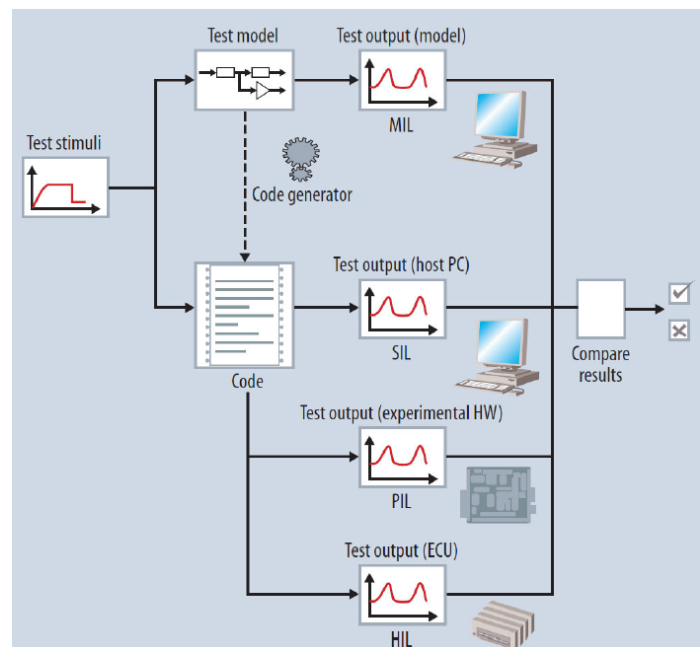 Test model
Test output (model)
MIL
Test stimuli
Code generator
Test output (host PC)
SIL
Code
Compare
results
Test output (experimental HW)
PIL
Test output (ECU)
HIL